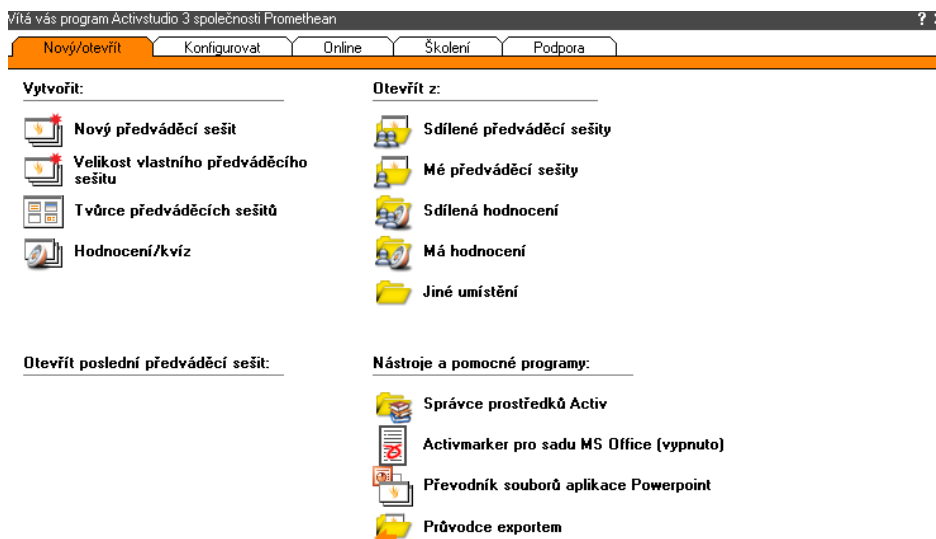 Vítá vás program Activstudio 3 společnosti Promethean
?
Nový/otevřít
Konfigurovat
Online
Školení
Podpora
Vytvořit:
Nový předváděcí sešit
Velikost vlastního předváděcího
sešitu
Tvůrce předváděcích sešitů
Hodnocení/kvíz
Otevřít z:
Sdílené předváděcí sešity
Mé předváděcí sešity
Sdílená hodnocení
Má hodnocení
Jiné umístění
Otevřít poslední předváděcí sešit:
Nástroje a pomocné programy:
Správce prostředků Activ
Activmarker pro sadu MS Office (vypnuto)
Převodník souborů aplikace Powerpoint
Průvodce exportem